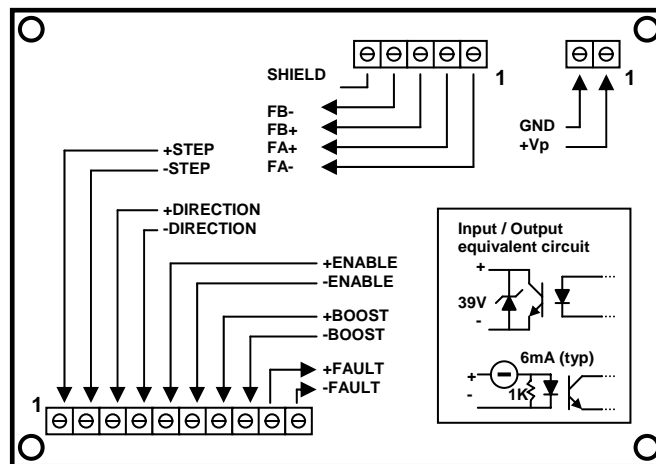 SHIELD
1
1
FB-
FB+
FA+
FA-
GND
+Vp
+STEP
-STEP
+DIRECTION
-DIRECTION
+ENABLE
-ENABLE
+BOOST
-BOOST
+FAULT
-FAULT
1
Input / Output
equivalent circuit
+
39V
-
6mA (typ)
+
-
1K